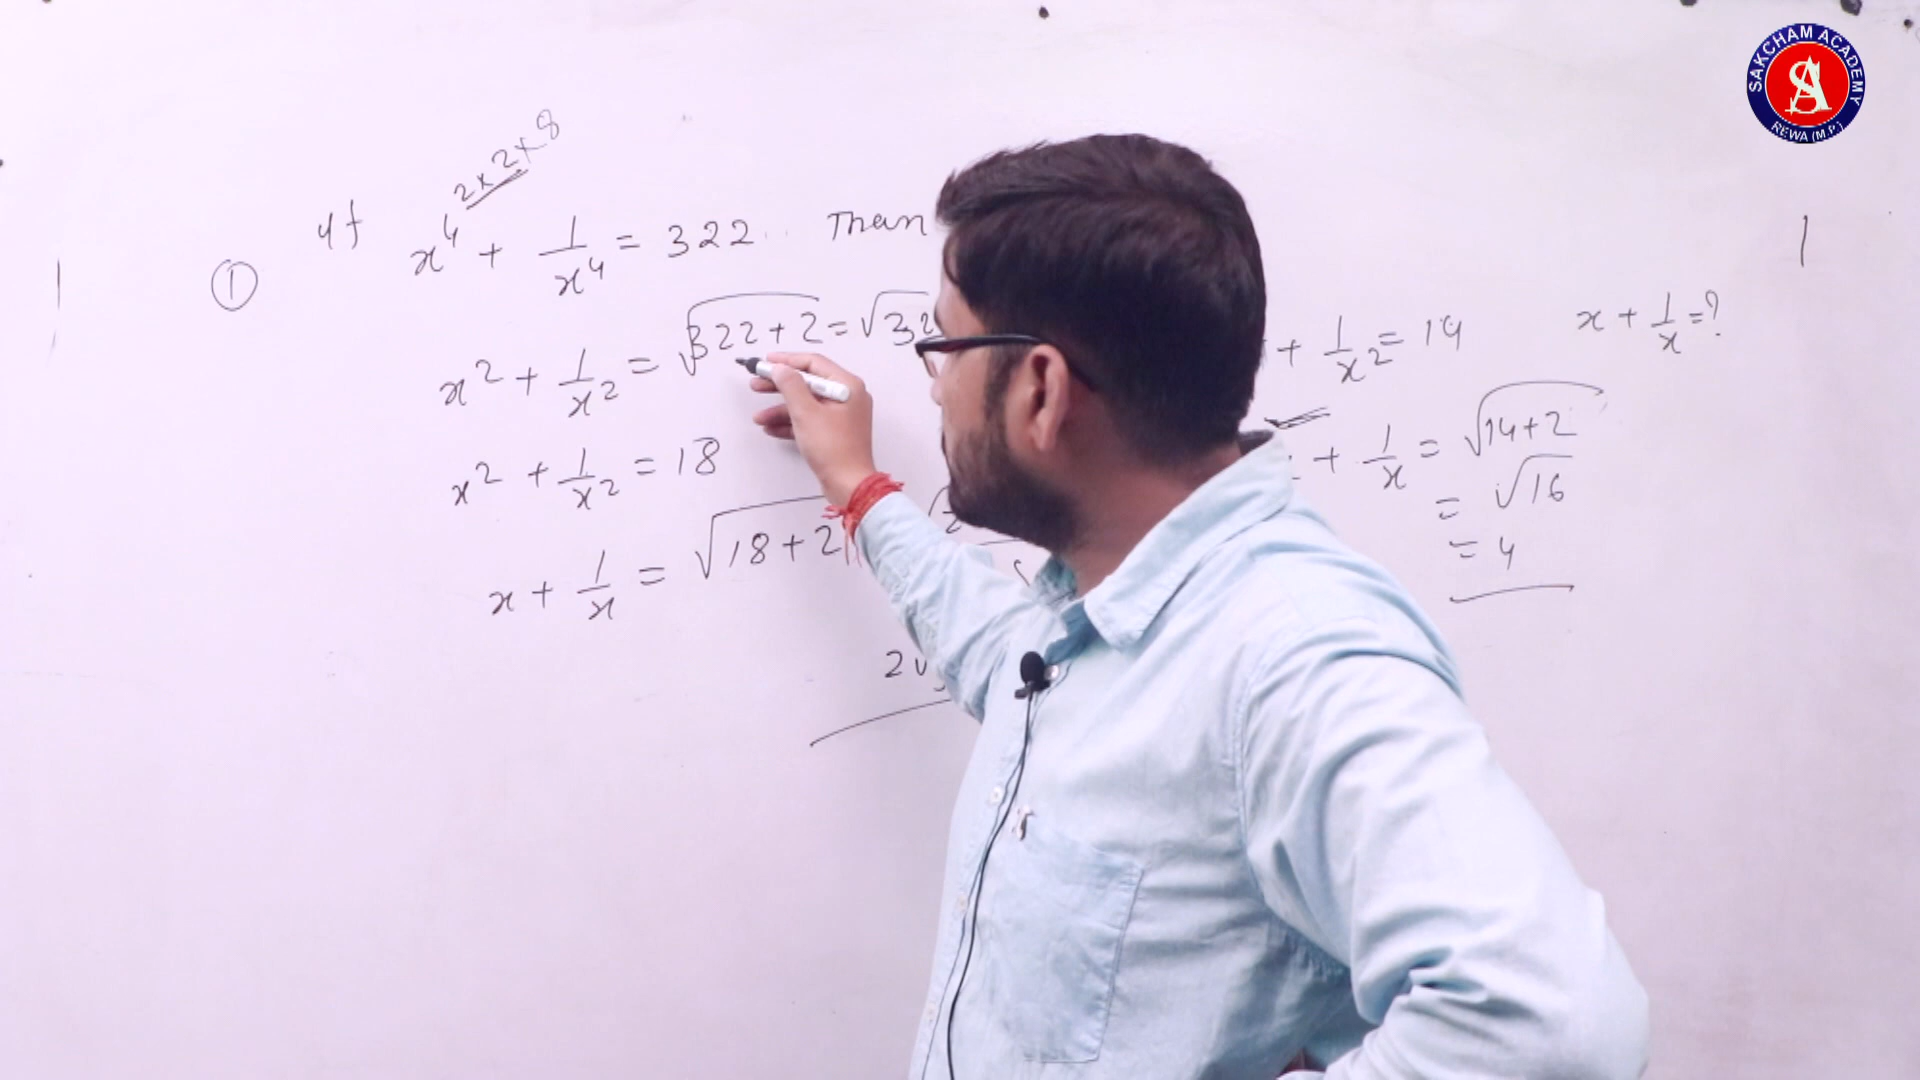 2×2×8
① If x⁴ + 1/x⁴ = 322 .. Then
x² + 1/x² = √322+2 = √32
x² + 1/x² = 18
x + 1/x = √18+2
2√
+ 1/x² = 14
x + 1/x = ?
+ 1/x = √14+2
= √16
= 4
SAKCHAM ACADEMY
SA
REWA (M.P.)